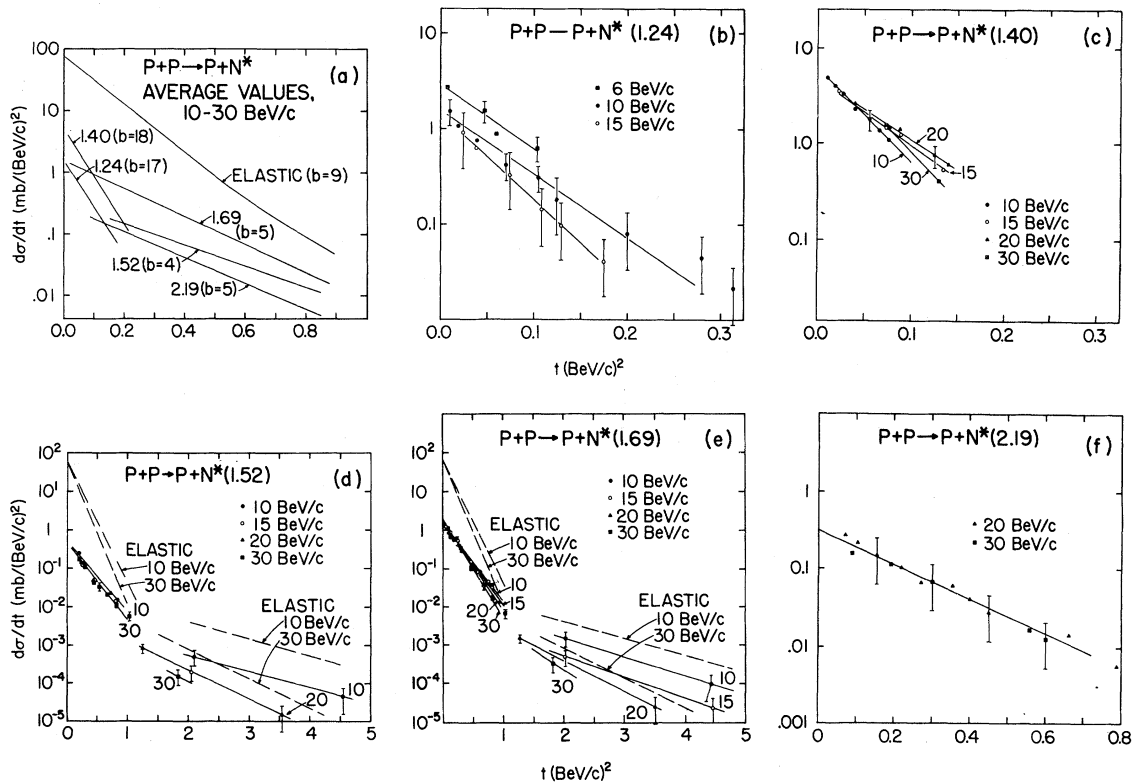 P+P→P+N*
(a)
AVERAGE VALUES,
10-30 BeV/c
1.40(b=18)
1.24(b=17)
ELASTIC (b=9)
1.69
(b=5)
1.52(b=4)
2.19(b=5)
100
10
1
0.1
.01
0.0 0.2 0.4 0.6 0.8
dσ/dt (mb/(BeV/c)²)
P+P—P+N* (1.24)
(b)
6 BeV/c
10 BeV/c
15 BeV/c
10
1.0
0.1
0 0.1 0.2 0.3
t (BeV/c)²
P+P→P+N* (1.40)
(c)
20
10
30
15
10 BeV/c
15 BeV/c
20 BeV/c
30 BeV/c
10
1.0
0.1
0 0.1 0.2 0.3
P+P→P+N*(1.52)
(d)
10 BeV/c
15 BeV/c
20 BeV/c
30 BeV/c
ELASTIC
10 BeV/c
30 BeV/c
10
30
ELASTIC
10 BeV/c
30 BeV/c
30
10
20
10²
10¹
1
10⁻¹
10⁻²
10⁻³
10⁻⁴
10⁻⁵
0 1 2 3 4 5
dσ/dt (mb/(BeV/c)²)
P+P→P+N*(1.69)
(e)
10 BeV/c
15 BeV/c
20 BeV/c
30 BeV/c
ELASTIC
10 BeV/c
30 BeV/c
10
15
20
30
ELASTIC
10 BeV/c
30 BeV/c
30
10
15
20
10²
10¹
1
10⁻¹
10⁻²
10⁻³
10⁻⁴
10⁻⁵
1 2 3 4 5
t (BeV/c)²
P+P→P+N*(2.19)
(f)
20 BeV/c
30 BeV/c
1
0.1
.01
.001
0 0.2 0.4 0.6 0.8